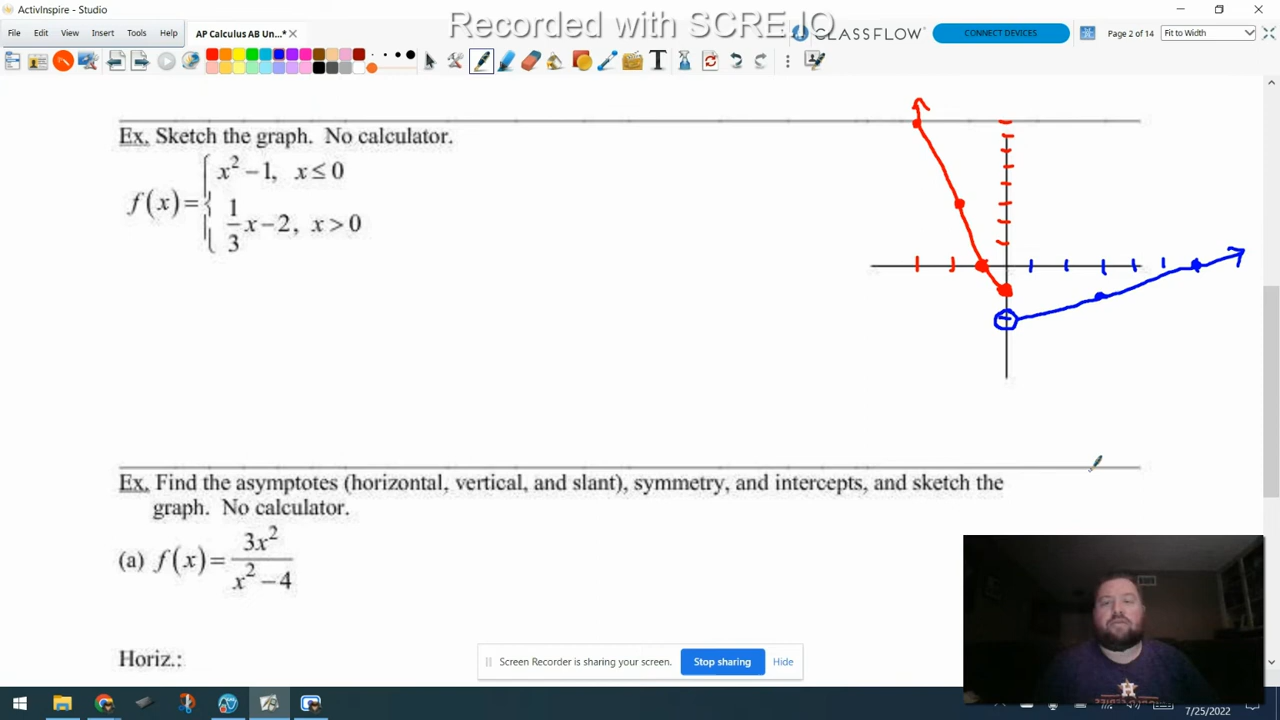 ActivInspire - Studio
Recorded with SCRE.IO
File Edit View Insert Tools Help
AP Calculus AB Un...*
CLASSFLOW
CONNECT DEVICES
Page 2 of 14
Fit to Width
Ex. Sketch the graph. No calculator.
f(x) = { x² − 1, x ≤ 0
1/3 x − 2, x > 0
Ex. Find the asymptotes (horizontal, vertical, and slant), symmetry, and intercepts, and sketch the
graph. No calculator.
(a) f(x) = 3x² / x² − 4
Horiz.:
Screen Recorder is sharing your screen.
Stop sharing
Hide
7/25/2022